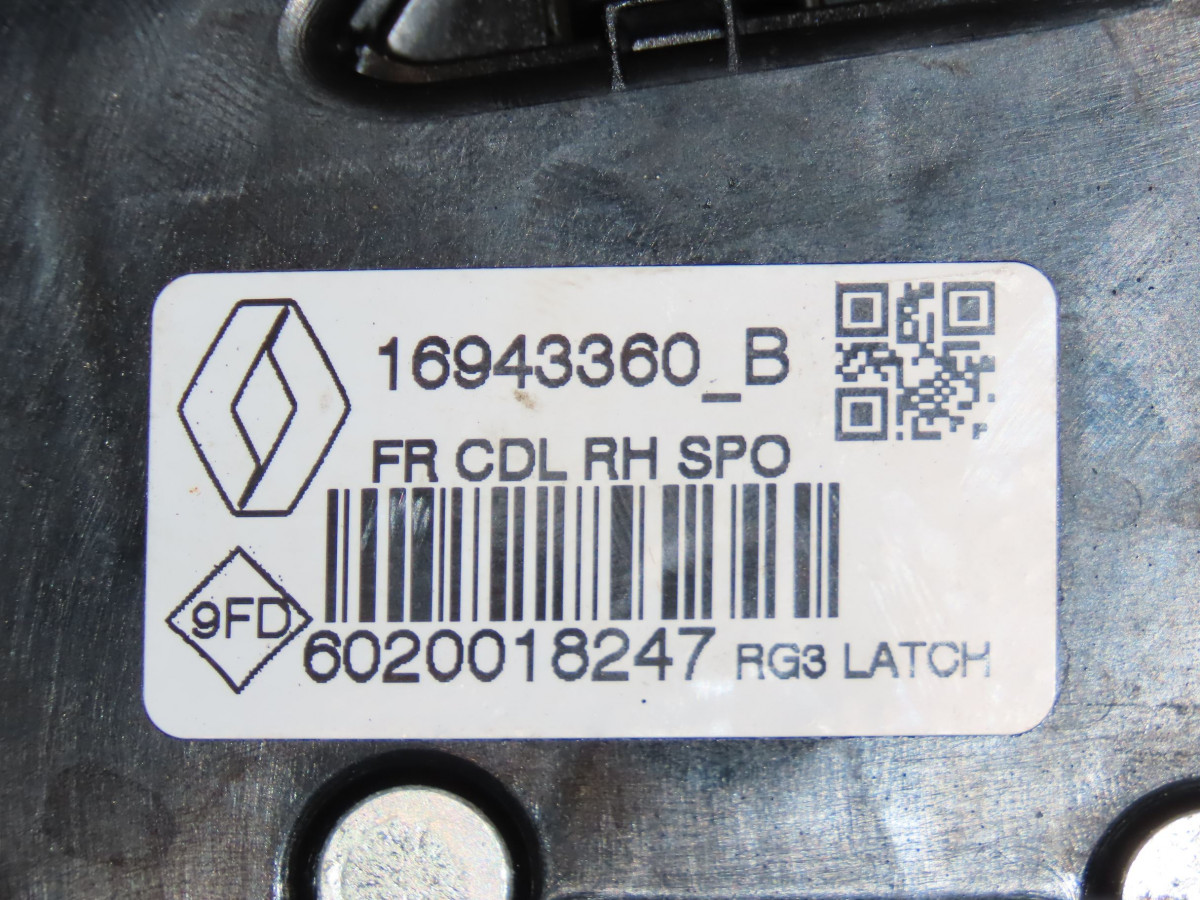 16943360_B
FR CDL RH SPO
9FD
6020018247 RG3 LATCH